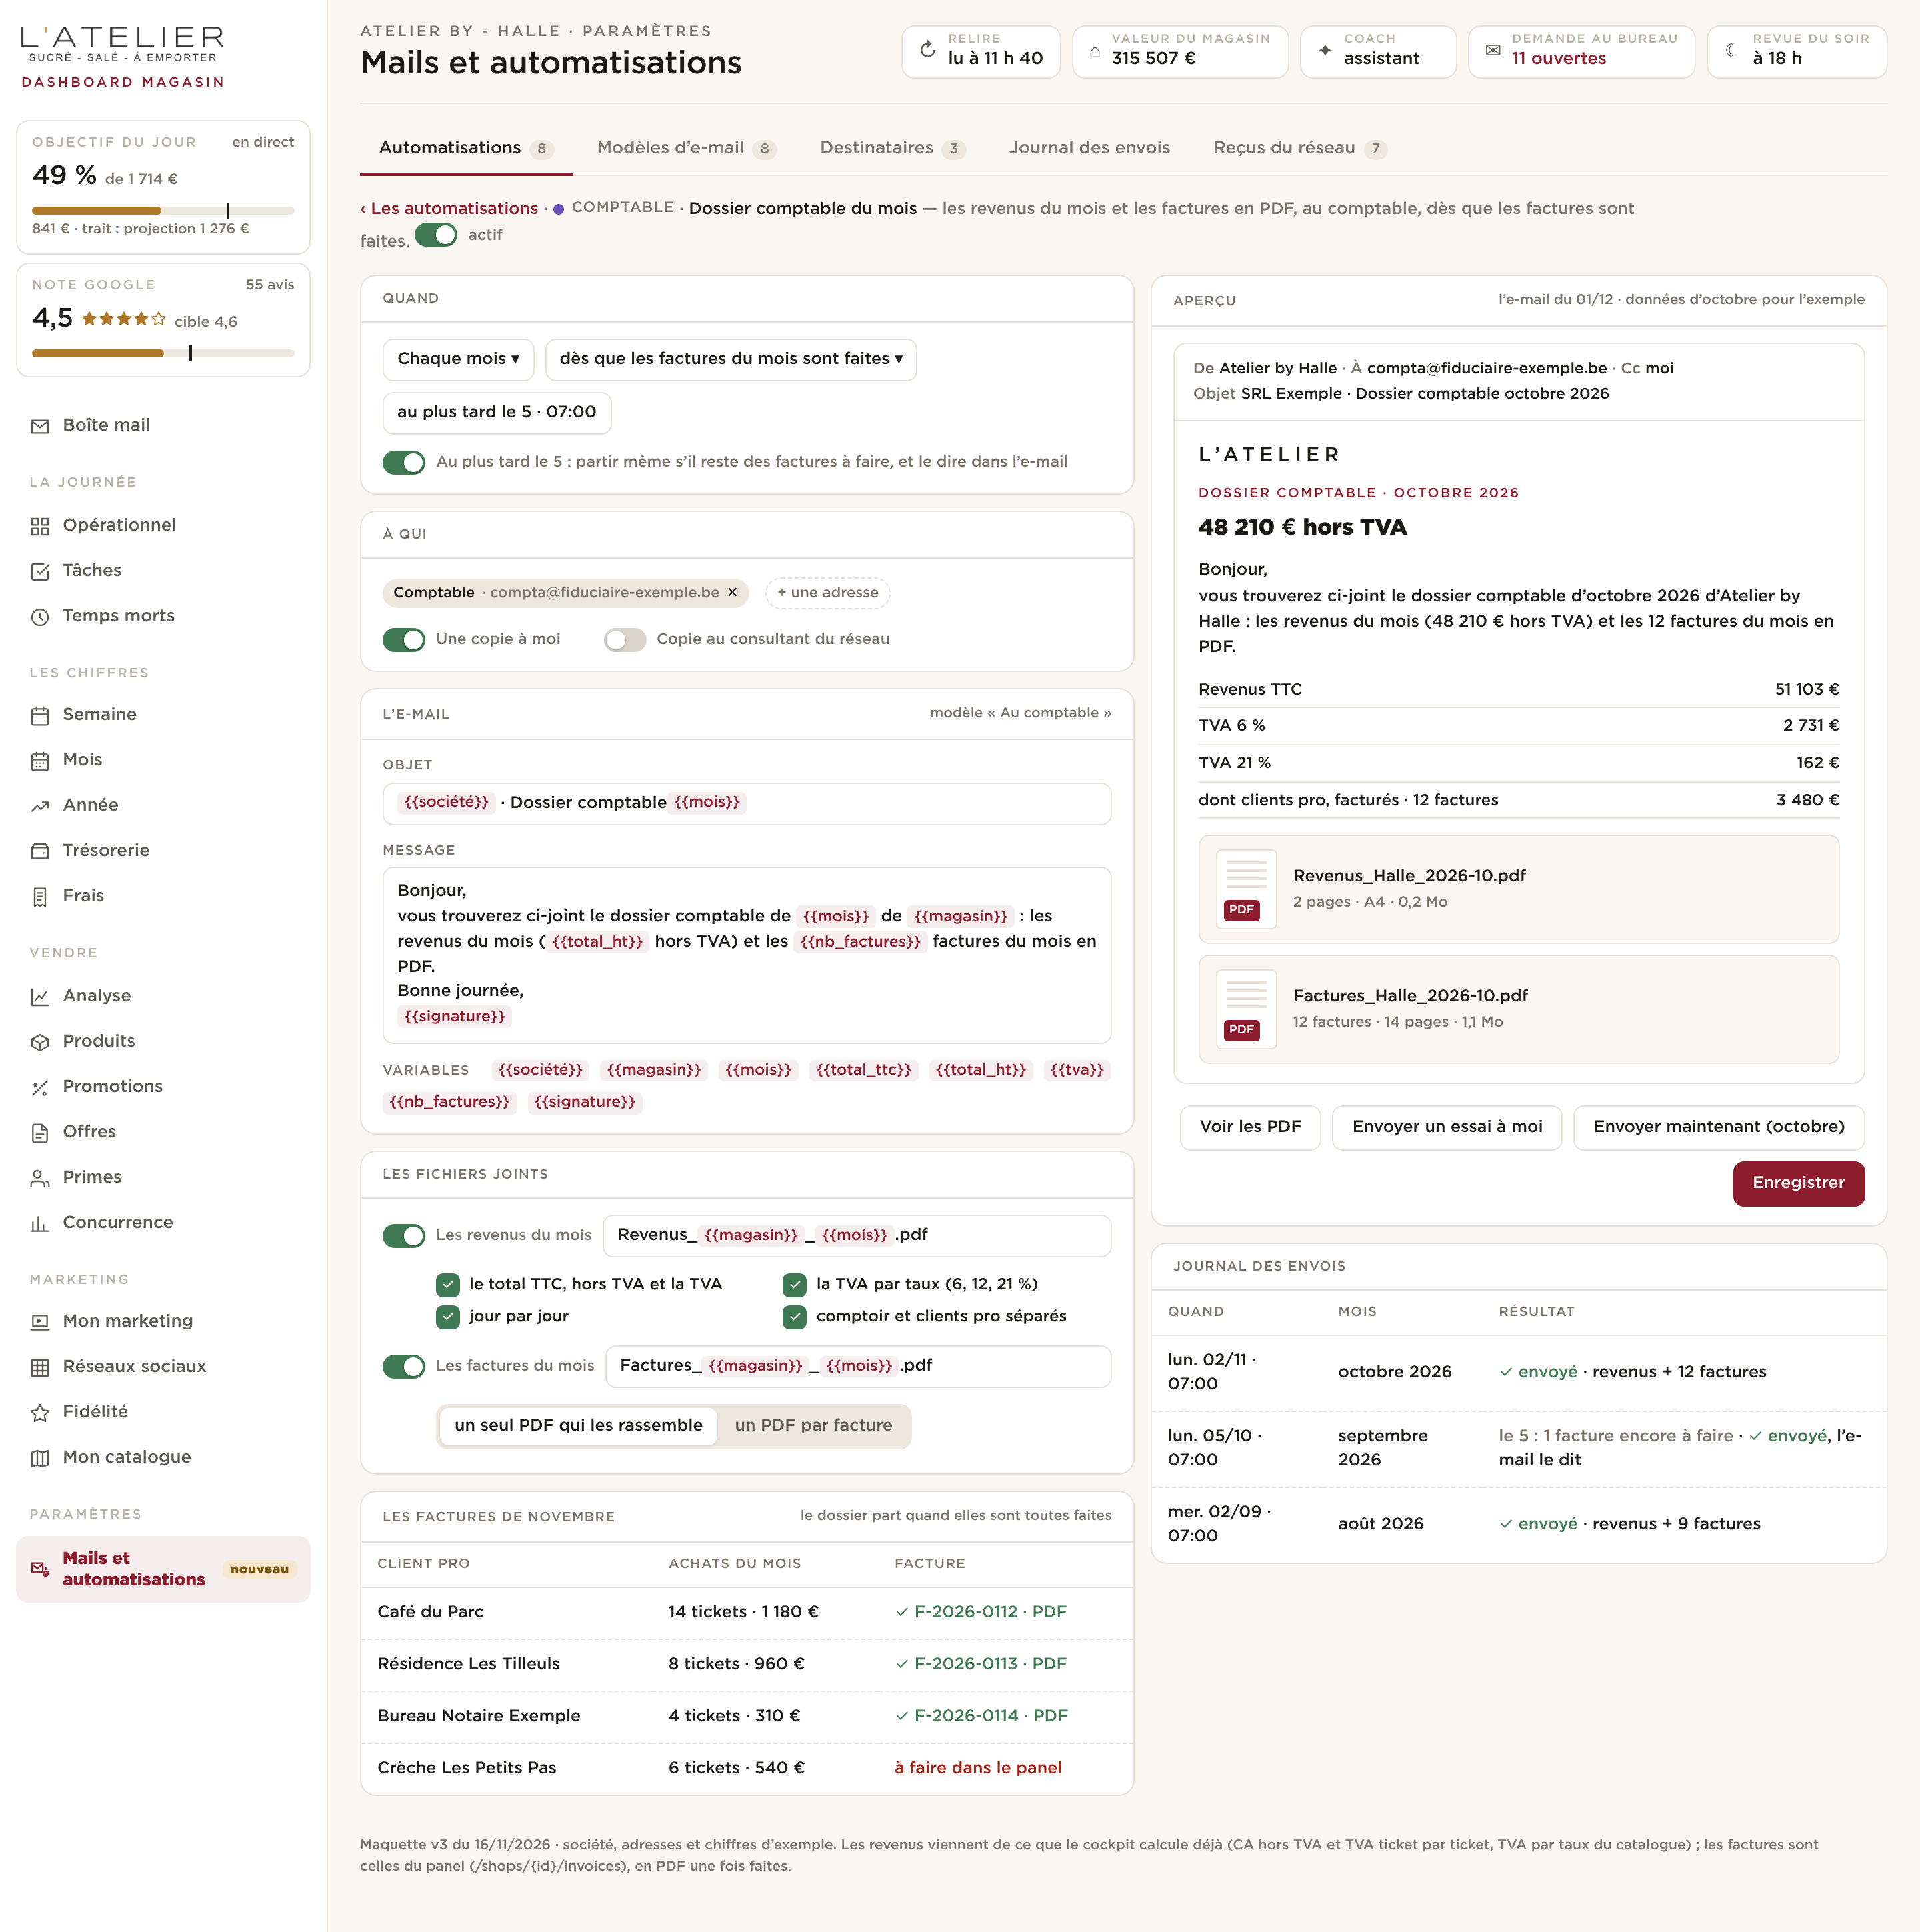 L'ATELIER
SUCRÉ - SALÉ - À EMPORTER
DASHBOARD MAGASIN
OBJECTIF DU JOUR en direct
49 % de 1 714 €
841 € · trait : projection 1 276 €
NOTE GOOGLE 55 avis
4,5 ★★★★☆ cible 4,6
Boîte mail
LA JOURNÉE
Opérationnel
Tâches
Temps morts
LES CHIFFRES
Semaine
Mois
Année
Trésorerie
Frais
VENDRE
Analyse
Produits
Promotions
Offres
Primes
Concurrence
MARKETING
Mon marketing
Réseaux sociaux
Fidélité
Mon catalogue
PARAMÈTRES
Mails et
automatisations nouveau
ATELIER BY - HALLE · PARAMÈTRES
Mails et automatisations
RELIRE
lu à 11 h 40
VALEUR DU MAGASIN
315 507 €
COACH
assistant
DEMANDE AU BUREAU
11 ouvertes
REVUE DU SOIR
à 18 h
Automatisations 8 Modèles d’e-mail 8 Destinataires 3 Journal des envois Reçus du réseau 7
‹ Les automatisations · COMPTABLE · Dossier comptable du mois — les revenus du mois et les factures en PDF, au comptable, dès que les factures sont
faites. actif
QUAND
Chaque mois ▾ dès que les factures du mois sont faites ▾
au plus tard le 5 · 07:00
Au plus tard le 5 : partir même s’il reste des factures à faire, et le dire dans l’e-mail
À QUI
Comptable · compta@fiduciaire-exemple.be ✕ + une adresse
Une copie à moi Copie au consultant du réseau
L’E-MAIL modèle « Au comptable »
OBJET
{{société}} · Dossier comptable {{mois}}
MESSAGE
Bonjour,
vous trouverez ci-joint le dossier comptable de {{mois}} de {{magasin}} : les
revenus du mois ( {{total_ht}} hors TVA) et les {{nb_factures}} factures du mois en
PDF.
Bonne journée,
{{signature}}
VARIABLES {{société}} {{magasin}} {{mois}} {{total_ttc}} {{total_ht}} {{tva}}
{{nb_factures}} {{signature}}
LES FICHIERS JOINTS
Les revenus du mois Revenus_ {{magasin}} _ {{mois}} .pdf
✓ le total TTC, hors TVA et la TVA ✓ la TVA par taux (6, 12, 21 %)
✓ jour par jour ✓ comptoir et clients pro séparés
Les factures du mois Factures_ {{magasin}} _ {{mois}} .pdf
un seul PDF qui les rassemble un PDF par facture
LES FACTURES DE NOVEMBRE le dossier part quand elles sont toutes faites
CLIENT PRO ACHATS DU MOIS FACTURE
Café du Parc 14 tickets · 1 180 € ✓ F-2026-0112 · PDF
Résidence Les Tilleuls 8 tickets · 960 € ✓ F-2026-0113 · PDF
Bureau Notaire Exemple 4 tickets · 310 € ✓ F-2026-0114 · PDF
Crèche Les Petits Pas 6 tickets · 540 € à faire dans le panel
APERÇU l’e-mail du 01/12 · données d’octobre pour l’exemple
De Atelier by Halle · À compta@fiduciaire-exemple.be · Cc moi
Objet SRL Exemple · Dossier comptable octobre 2026
L’ATELIER
DOSSIER COMPTABLE · OCTOBRE 2026
48 210 € hors TVA
Bonjour,
vous trouverez ci-joint le dossier comptable d’octobre 2026 d’Atelier by
Halle : les revenus du mois (48 210 € hors TVA) et les 12 factures du mois en
PDF.
Revenus TTC 51 103 €
TVA 6 % 2 731 €
TVA 21 % 162 €
dont clients pro, facturés · 12 factures 3 480 €
PDF
Revenus_Halle_2026-10.pdf
2 pages · A4 · 0,2 Mo
PDF
Factures_Halle_2026-10.pdf
12 factures · 14 pages · 1,1 Mo
Voir les PDF Envoyer un essai à moi Envoyer maintenant (octobre)
Enregistrer
JOURNAL DES ENVOIS
QUAND MOIS RÉSULTAT
lun. 02/11 ·
07:00
octobre 2026
✓ envoyé · revenus + 12 factures
lun. 05/10 ·
07:00
septembre
2026
le 5 : 1 facture encore à faire · ✓ envoyé, l’e-
mail le dit
mer. 02/09 ·
07:00
août 2026
✓ envoyé · revenus + 9 factures
Maquette v3 du 16/11/2026 · société, adresses et chiffres d’exemple. Les revenus viennent de ce que le cockpit calcule déjà (CA hors TVA et TVA ticket par ticket, TVA par taux du catalogue) ; les factures sont
celles du panel (/shops/{id}/invoices), en PDF une fois faites.